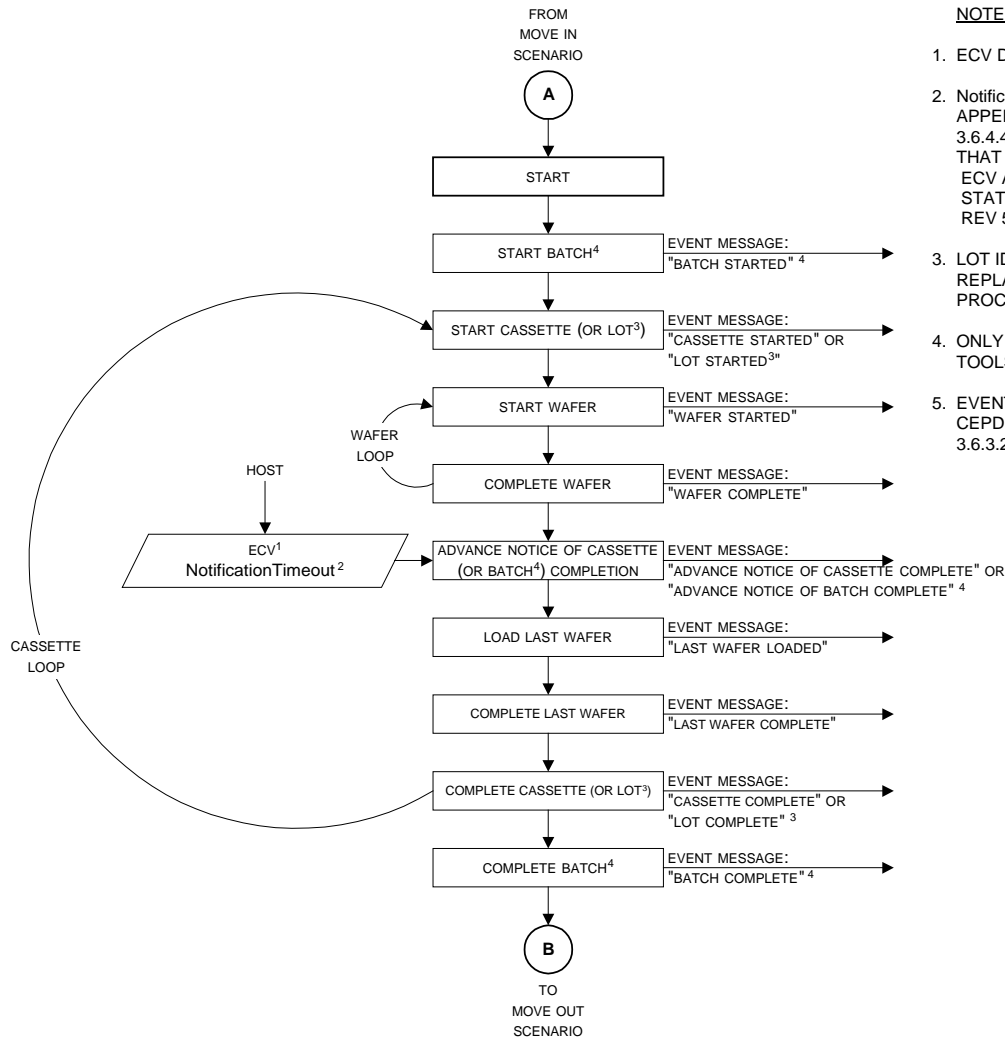 FROM
MOVE IN
SCENARIO
A
START
START BATCH4
EVENT MESSAGE:
"BATCH STARTED" 4
START CASSETTE (OR LOT3)
EVENT MESSAGE:
"CASSETTE STARTED" OR
"LOT STARTED3"
START WAFER
EVENT MESSAGE:
"WAFER STARTED"
WAFER
LOOP
COMPLETE WAFER
EVENT MESSAGE:
"WAFER COMPLETE"
HOST
ECV1
NotificationTimeout 2
ADVANCE NOTICE OF CASSETTE
(OR BATCH4) COMPLETION
EVENT MESSAGE:
"ADVANCE NOTICE OF CASSETTE COMPLETE" OR
"ADVANCE NOTICE OF BATCH COMPLETE" 4
LOAD LAST WAFER
EVENT MESSAGE:
"LAST WAFER LOADED"
CASSETTE
LOOP
COMPLETE LAST WAFER
EVENT MESSAGE:
"LAST WAFER COMPLETE"
COMPLETE CASSETTE (OR LOT3)
EVENT MESSAGE:
"CASSETTE COMPLETE" OR
"LOT COMPLETE" 3
COMPLETE BATCH4
EVENT MESSAGE:
"BATCH COMPLETE" 4
B
TO
MOVE OUT
SCENARIO
NOTE
1. ECV D
2. Notific
APPE
3.6.4.4
THAT
ECV A
STAT
REV 5
3. LOT ID
REPLA
PROC
4. ONLY
TOOLS
5. EVENT
CEPD
3.6.3.2